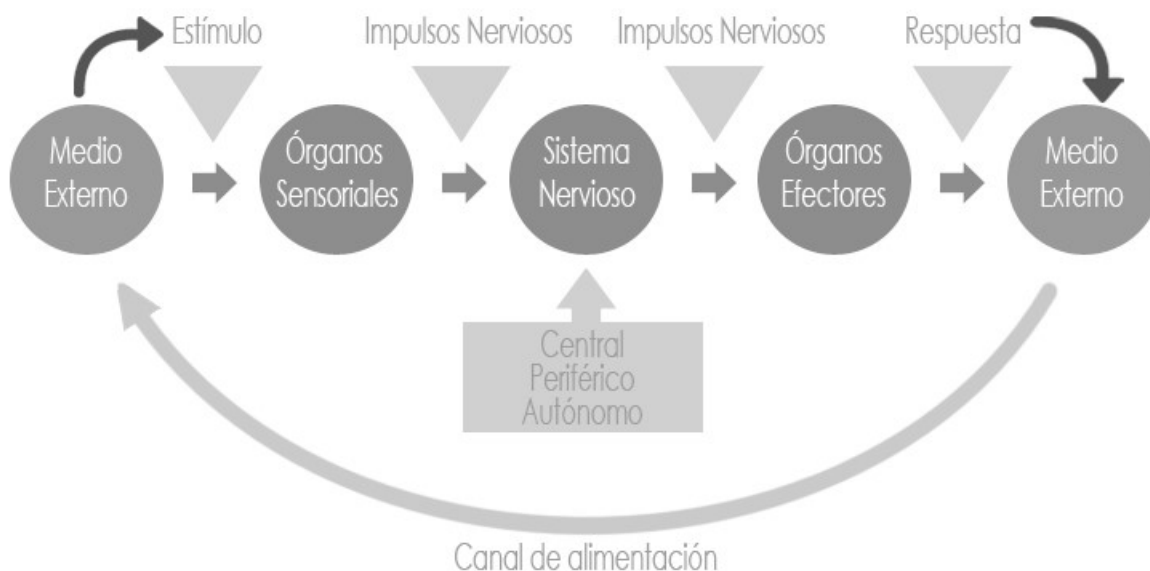 Estímulo
Impulsos Nerviosos
Impulsos Nerviosos
Respuesta
Medio
Externo
Órganos
Sensoriales
Sistema
Nervioso
Órganos
Efectores
Medio
Externo
Central
Periférico
Autónomo
Canal de alimentación